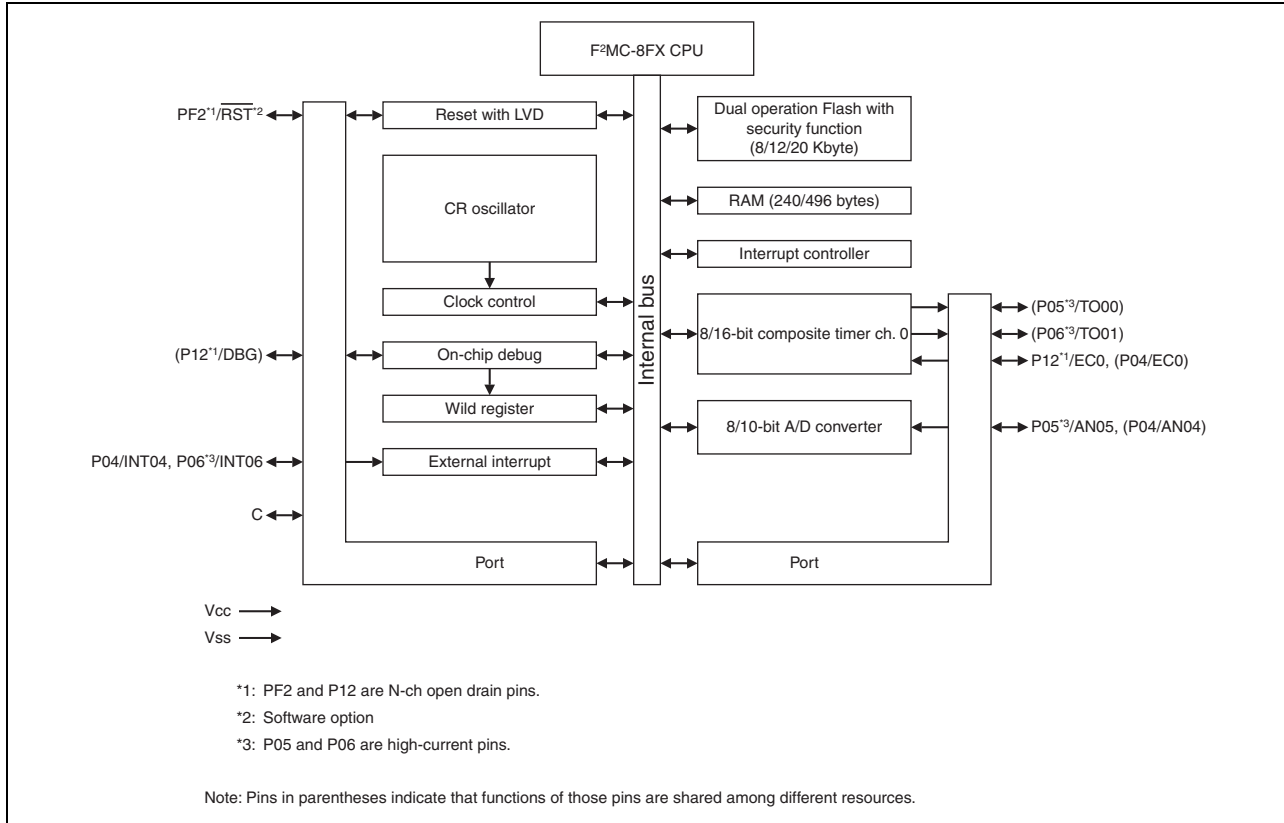 F²MC-8FX CPU
PF2*1/RST*2
Reset with LVD
Dual operation Flash with
security function
(8/12/20 Kbyte)
CR oscillator
RAM (240/496 bytes)
Interrupt controller
Clock control
Internal bus
8/16-bit composite timer ch. 0
(P05*3/TO00)
(P06*3/TO01)
P12*1/EC0, (P04/EC0)
(P12*1/DBG)
On-chip debug
Wild register
8/10-bit A/D converter
P05*3/AN05, (P04/AN04)
P04/INT04, P06*3/INT06
External interrupt
C
Port
Port
Vcc
Vss
*1: PF2 and P12 are N-ch open drain pins.
*2: Software option
*3: P05 and P06 are high-current pins.
Note: Pins in parentheses indicate that functions of those pins are shared among different resources.